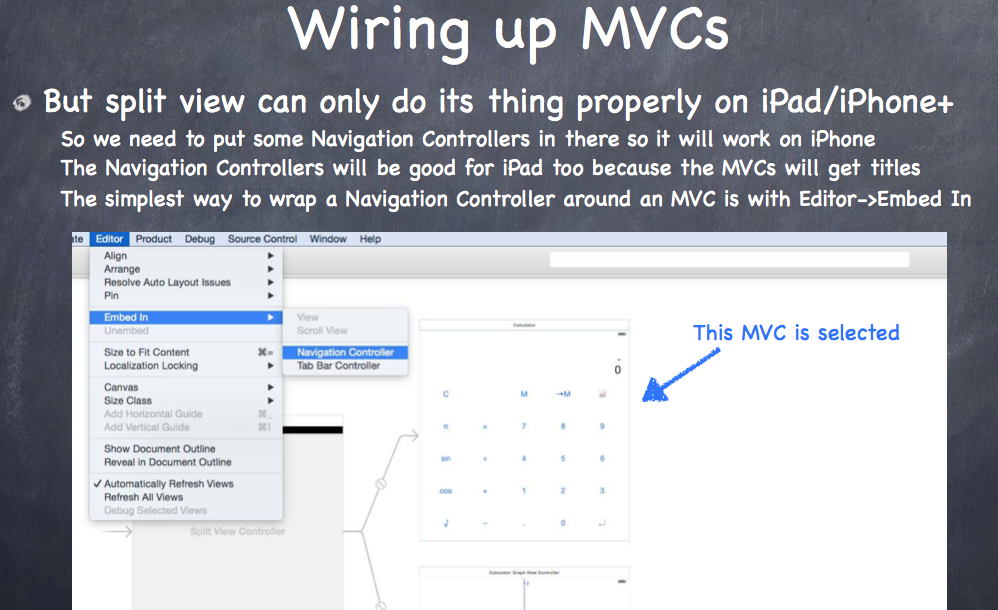 Wiring up MVCs
But split view can only do its thing properly on iPad/iPhone+
So we need to put some Navigation Controllers in there so it will work on iPhone
The Navigation Controllers will be good for iPad too because the MVCs will get titles
The simplest way to wrap a Navigation Controller around an MVC is with Editor->Embed In
ate Editor Product Debug Source Control Window Help
Align
Arrange
Resolve Auto Layout Issues
Pin
Embed In
Unembed
Size to Fit Content ⌘=
Localization Locking
Canvas
Size Class
Add Horizontal Guide ⌘_
Add Vertical Guide ⌘|
Show Document Outline
Reveal in Document Outline
✓ Automatically Refresh Views
Refresh All Views
Debug Selected Views
View
Scroll View
Navigation Controller
Tab Bar Controller
Split View Controller
Calculator
0
C M →M
π × 7 8 9
sin ÷ 4 5 6
cos + 1 2 3
√ − . 0
Calculator Graph View Controller
This MVC is selected